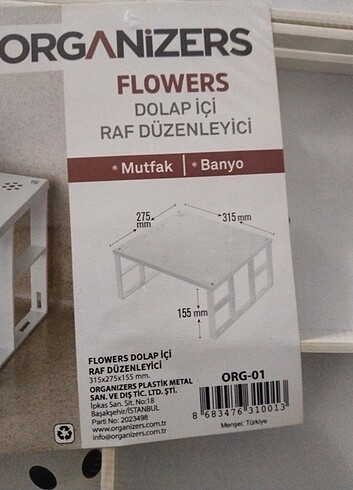 ORGANiZERS
FLOWERS
DOLAP İÇİ
RAF DÜZENLEYİCİ
* Mutfak | * Banyo
275 mm
315 mm
155 mm
FLOWERS DOLAP İÇİ
RAF DÜZENLEYİCİ
315x275x155 mm.
ORGANIZERS PLASTİK METAL
SAN. VE DIŞ TİC. LTD. ŞTİ.
İpkas San. Sit. No:18
Başakşehir/İSTANBUL
Parti No: 2023498
www.organizers.com.tr
info@organizers.com.tr
ORG-01
8 683476 310013
Menşei: Türkiye